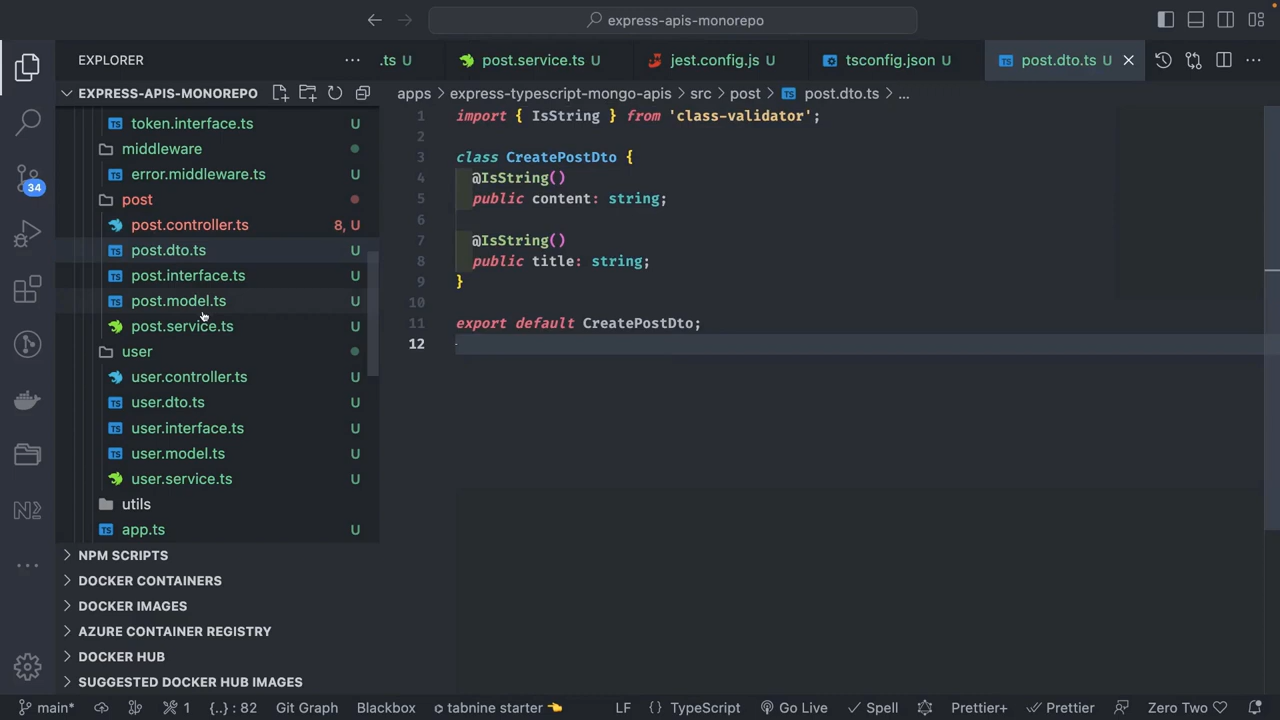 express-apis-monorepo
EXPLORER
.ts U
post.service.ts U
jest.config.js U
tsconfig.json U
post.dto.ts U
EXPRESS-APIS-MONOREPO
apps > express-typescript-mongo-apis > src > post > post.dto.ts > ...
token.interface.ts U
middleware
error.middleware.ts U
post
post.controller.ts 8, U
post.dto.ts U
post.interface.ts U
post.model.ts U
post.service.ts U
user
user.controller.ts U
user.dto.ts U
user.interface.ts U
user.model.ts U
user.service.ts U
utils
app.ts U
NPM SCRIPTS
DOCKER CONTAINERS
DOCKER IMAGES
AZURE CONTAINER REGISTRY
DOCKER HUB
SUGGESTED DOCKER HUB IMAGES
34
1 import { IsString } from 'class-validator';
2
3 class CreatePostDto {
4 @IsString()
5 public content: string;
6
7 @IsString()
8 public title: string;
9 }
10
11 export default CreatePostDto;
12
main* 1 {..} : 82 Git Graph Blackbox tabnine starter LF {} TypeScript Go Live Spell Prettier+ Prettier Zero Two